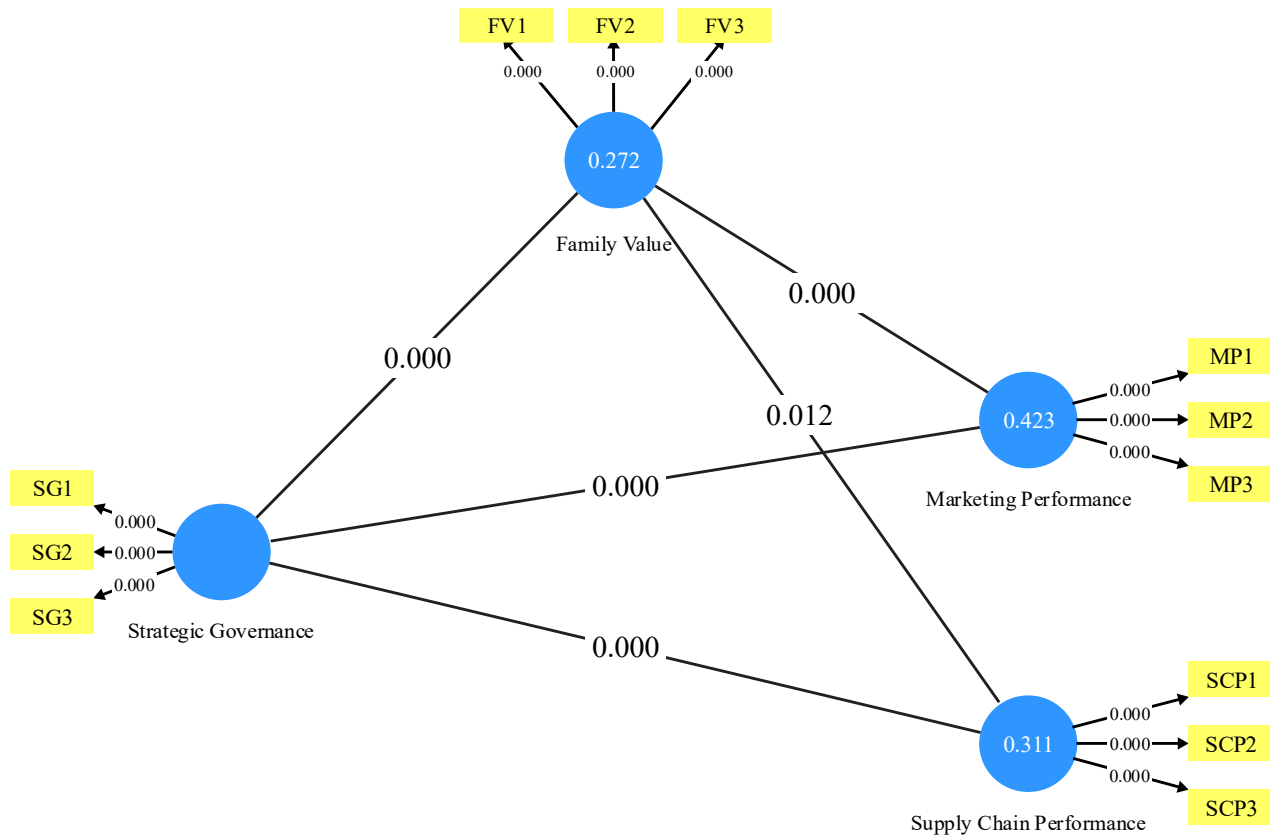 FV1 FV2 FV3
0.000 0.000 0.000
0.272
Family Value
0.000
0.000
0.012
MP1
0.000
0.423
0.000
MP2
0.000
MP3
Marketing Performance
0.000
SG1
0.000
SG2
0.000
SG3
0.000
Strategic Governance
0.000
SCP1
0.000
0.311
0.000
SCP2
0.000
SCP3
Supply Chain Performance